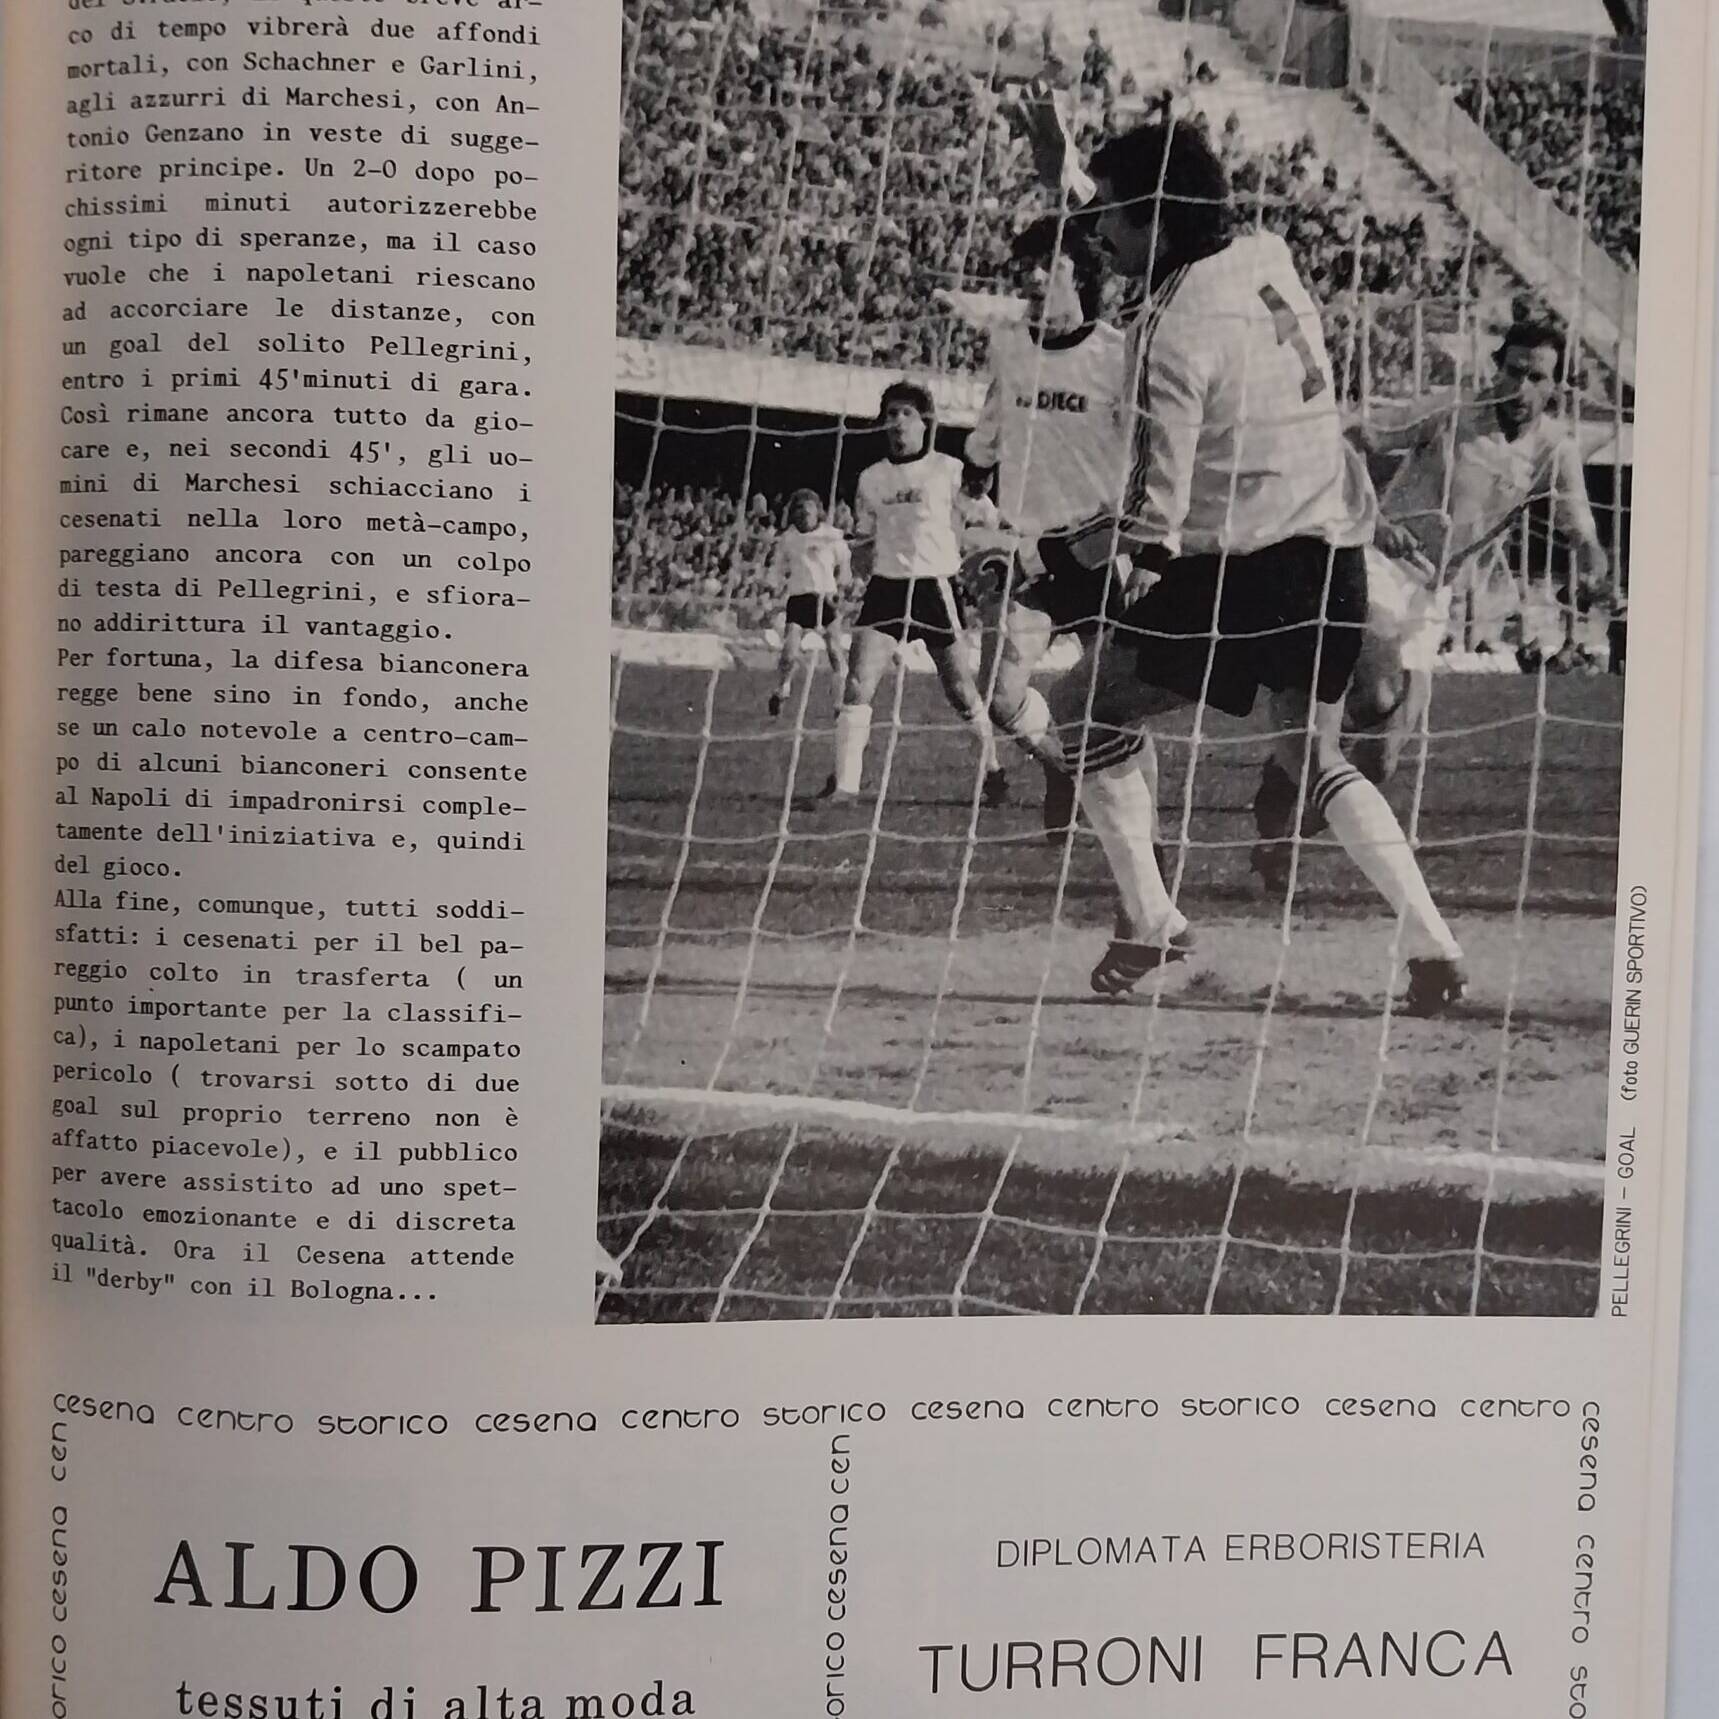 co di tempo vibrerà due affondi
mortali, con Schachner e Garlini,
agli azzurri di Marchesi, con An-
tonio Genzano in veste di sugge-
ritore principe. Un 2-0 dopo po-
chissimi minuti autorizzerebbe
ogni tipo di speranze, ma il caso
vuole che i napoletani riescano
ad accorciare le distanze, con
un goal del solito Pellegrini,
entro i primi 45'minuti di gara.
Così rimane ancora tutto da gio-
care e, nei secondi 45', gli uo-
mini di Marchesi schiacciano i
cesenati nella loro metà-campo,
pareggiano ancora con un colpo
di testa di Pellegrini, e sfiora-
no addirittura il vantaggio.
Per fortuna, la difesa bianconera
regge bene sino in fondo, anche
se un calo notevole a centro-cam-
po di alcuni bianconeri consente
al Napoli di impadronirsi comple-
tamente dell'iniziativa e, quindi
del gioco.
Alla fine, comunque, tutti soddi-
sfatti: i cesenati per il bel pa-
reggio colto in trasferta ( un
punto importante per la classifi-
ca), i napoletani per lo scampato
pericolo ( trovarsi sotto di due
goal sul proprio terreno non è
affatto piacevole), e il pubblico
per avere assistito ad uno spet-
tacolo emozionante e di discreta
qualità. Ora il Cesena attende
il "derby" con il Bologna...
1
DIECI
PELLEGRINI - GOAL (foto GUERIN SPORTIVO)
cesena centro storico cesena centro storico cesena centro storico cesena centro
orico cesena cen
orico cesena cen
cesena centro sto
ALDO PIZZI
tessuti di alta moda
DIPLOMATA ERBORISTERIA
TURRONI FRANCA